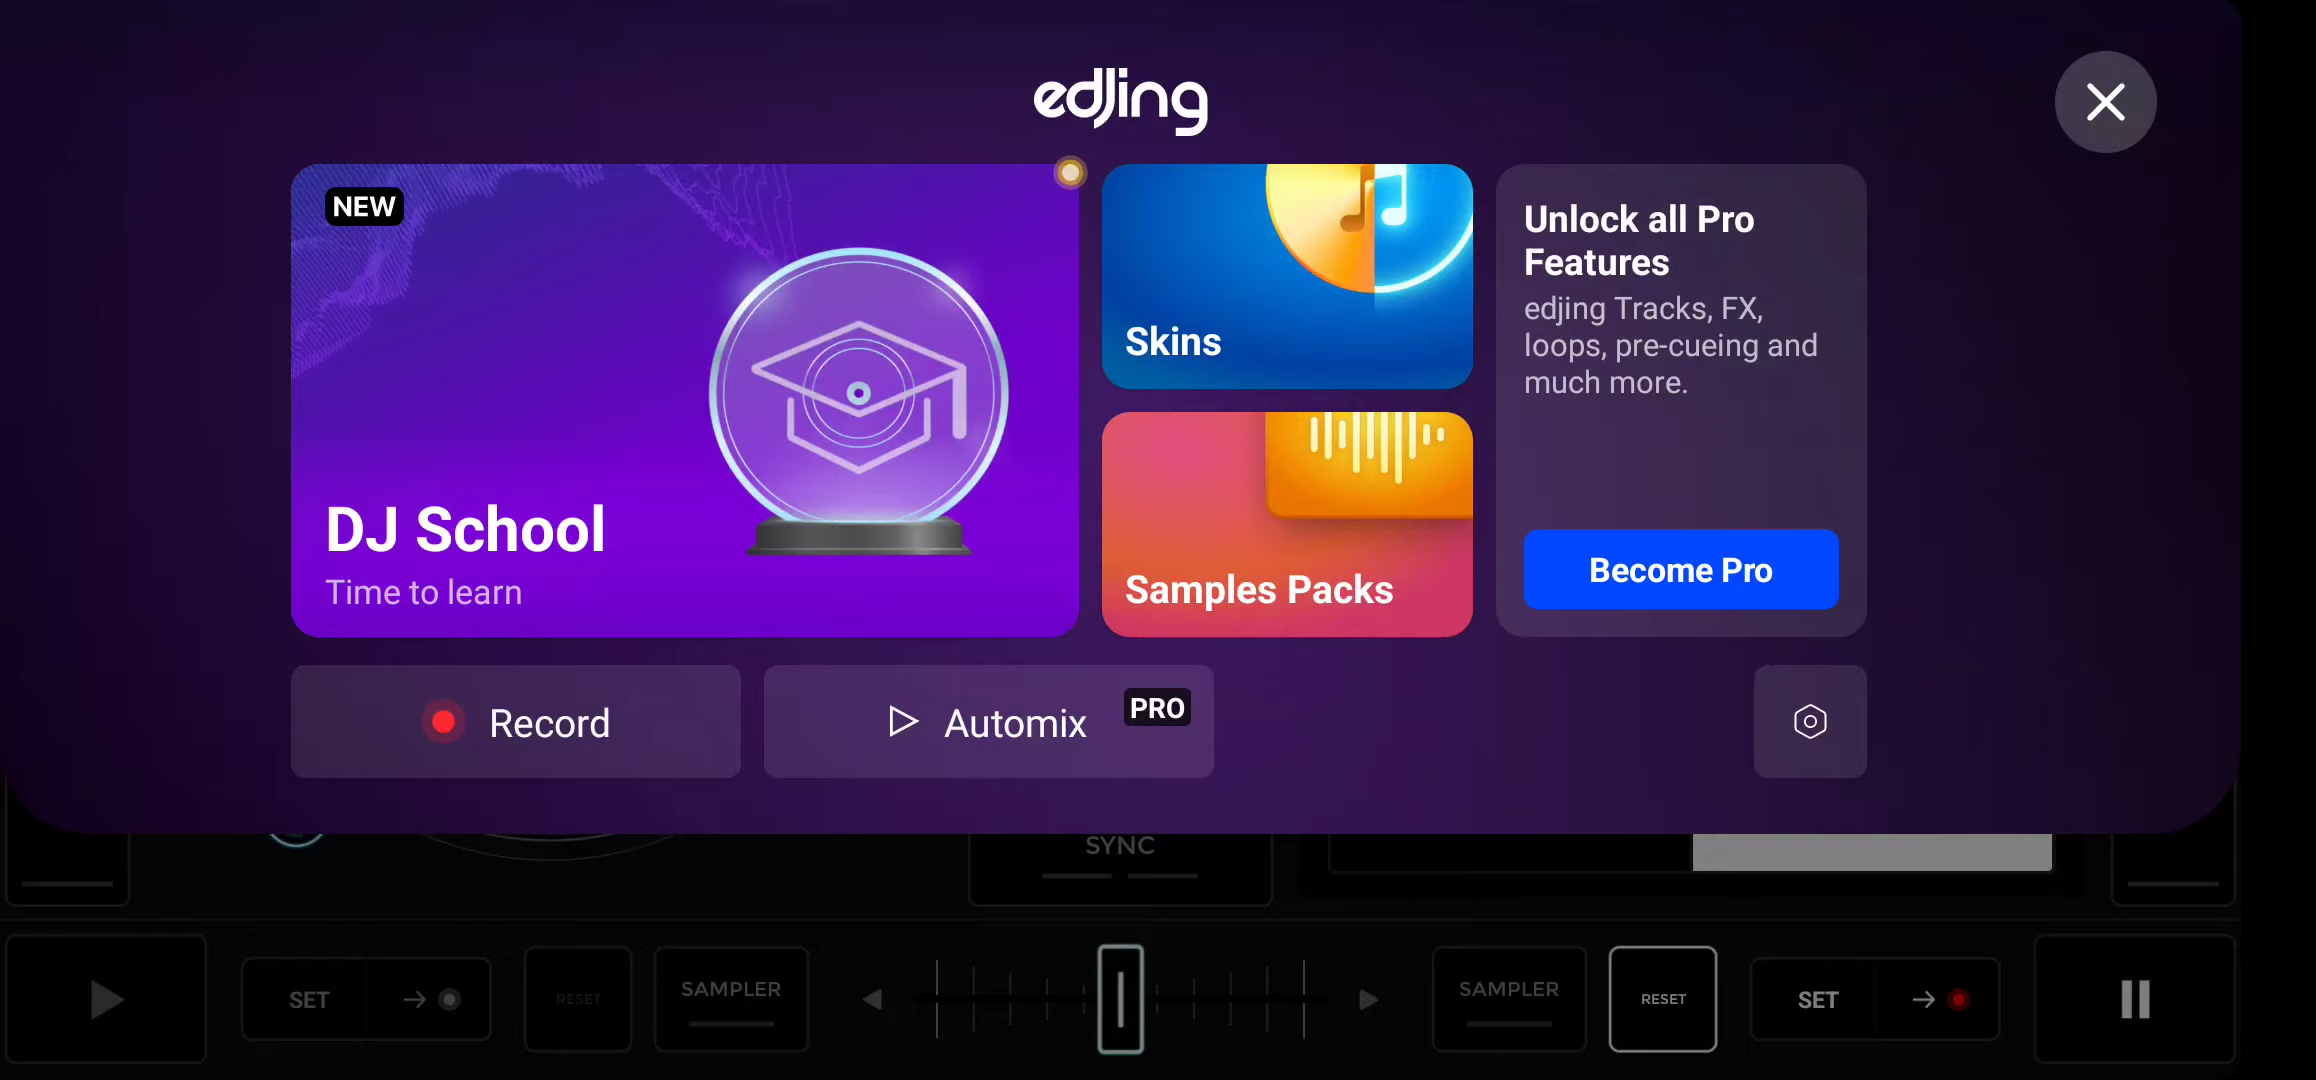 edjing
NEW
DJ School
Time to learn
Skins
Samples Packs
Unlock all Pro
Features
edjing Tracks, FX,
loops, pre-cueing and
much more.
Become Pro
Record
Automix
PRO
SYNC
SET
RESET
SAMPLER
SAMPLER
RESET
SET